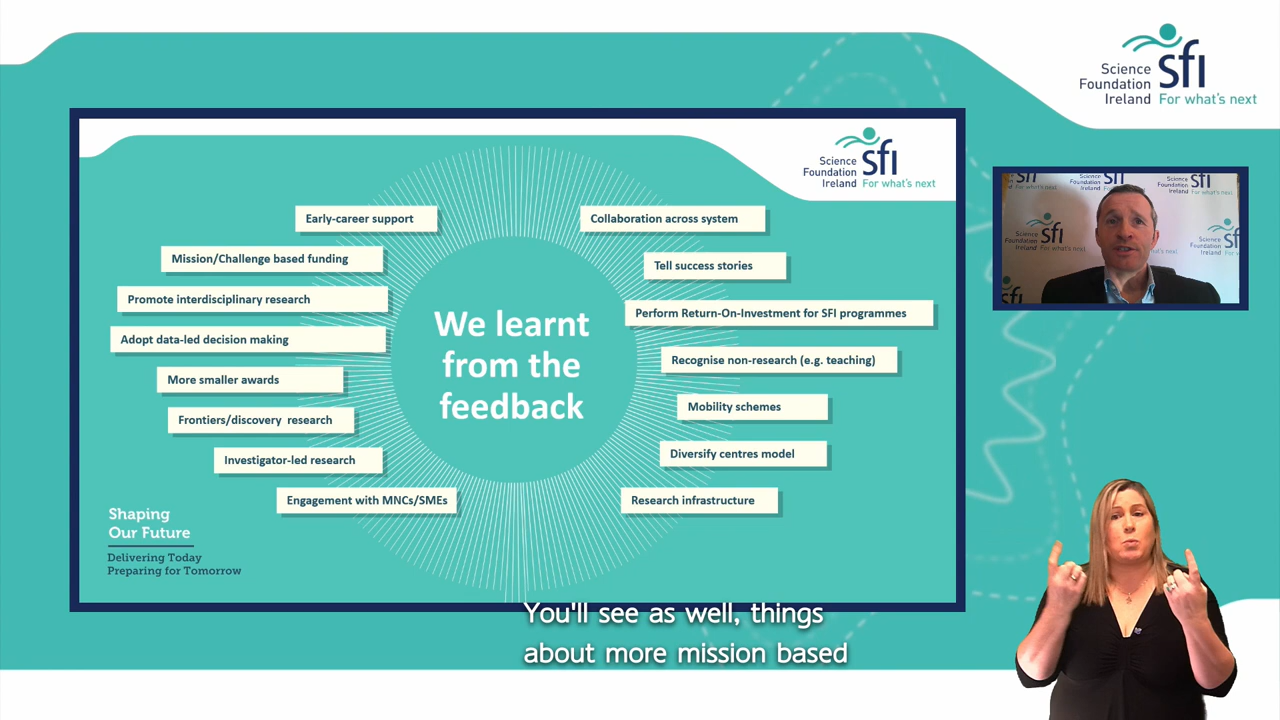 Science
Foundation
Ireland
sfi
For what's next
Science
Foundation
Ireland
sfi
For what's next
Early-career support
Mission/Challenge based funding
Promote interdisciplinary research
Adopt data-led decision making
More smaller awards
Frontiers/discovery research
Investigator-led research
Engagement with MNCs/SMEs
We learnt
from the
feedback
Collaboration across system
Tell success stories
Perform Return-On-Investment for SFI programmes
Recognise non-research (e.g. teaching)
Mobility schemes
Diversify centres model
Research infrastructure
Shaping
Our Future
Delivering Today
Preparing for Tomorrow
You'll see as well, things
about more mission based